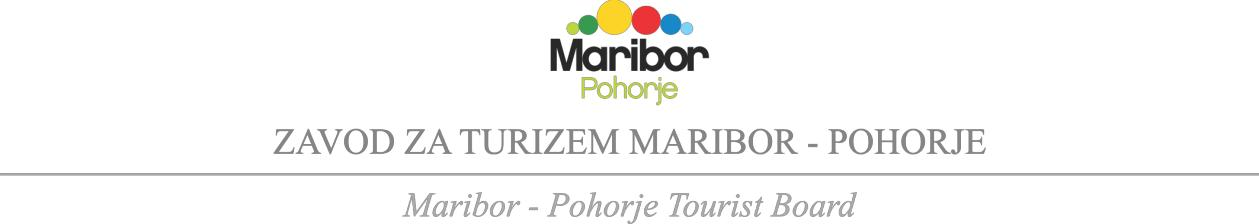 Maribor
Pohorje
ZAVOD ZA TURIZEM MARIBOR - POHORJE
Maribor - Pohorje Tourist Board